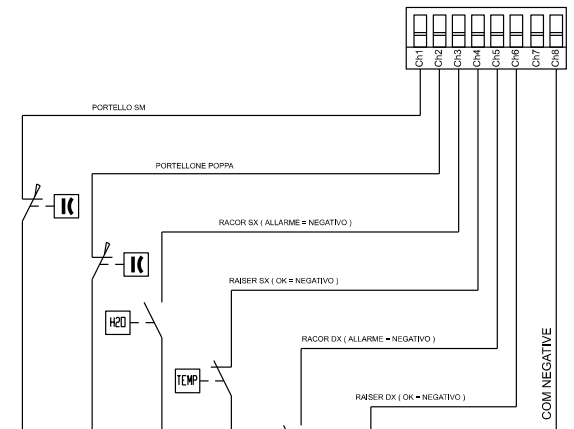 Ch1 Ch2 Ch3 Ch4 Ch5 Ch6 Ch7 Ch8
PORTELLO SM
PORTELLONE POPPA
RACOR SX ( ALLARME = NEGATIVO )
H2O
RAISER SX ( OK = NEGATIVO )
TEMP
RACOR DX ( ALLARME = NEGATIVO )
RAISER DX ( OK = NEGATIVO )
COM NEGATIVE